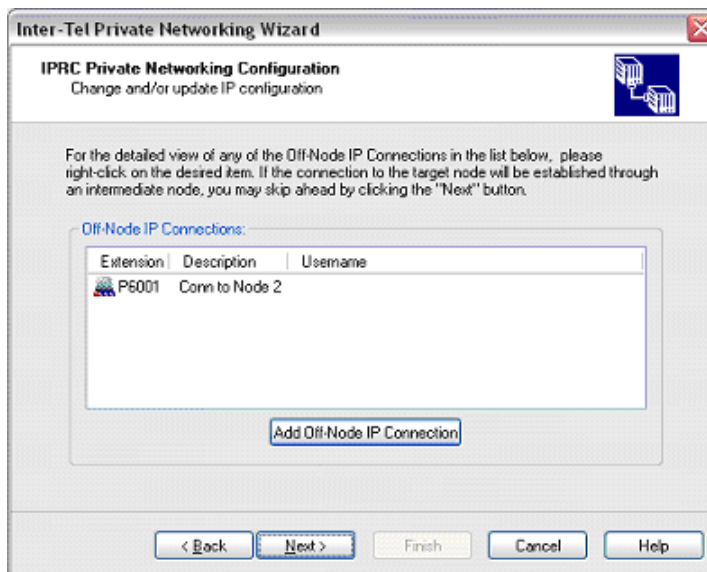 Inter-Tel Private Networking Wizard
IPRC Private Networking Configuration
Change and/or update IP configuration
For the detailed view of any of the Off-Node IP Connections in the list below, please
right-click on the desired item. If the connection to the target node will be established through
an intermediate node, you may skip ahead by clicking the "Next" button.
Off-Node IP Connections:
Extension Description Username
P6001 Conn to Node 2
Add Off-Node IP Connection
< Back Next > Finish Cancel Help